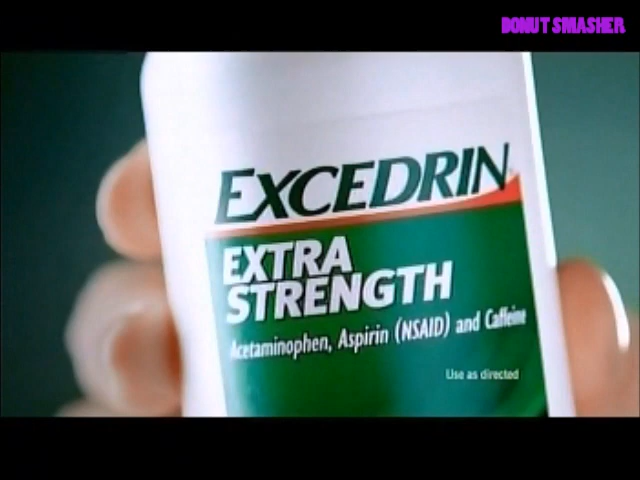 DONUT SMASHER
EXCEDRIN
EXTRA
STRENGTH
Acetaminophen, Aspirin (NSAID) and Caffeine
Use as directed